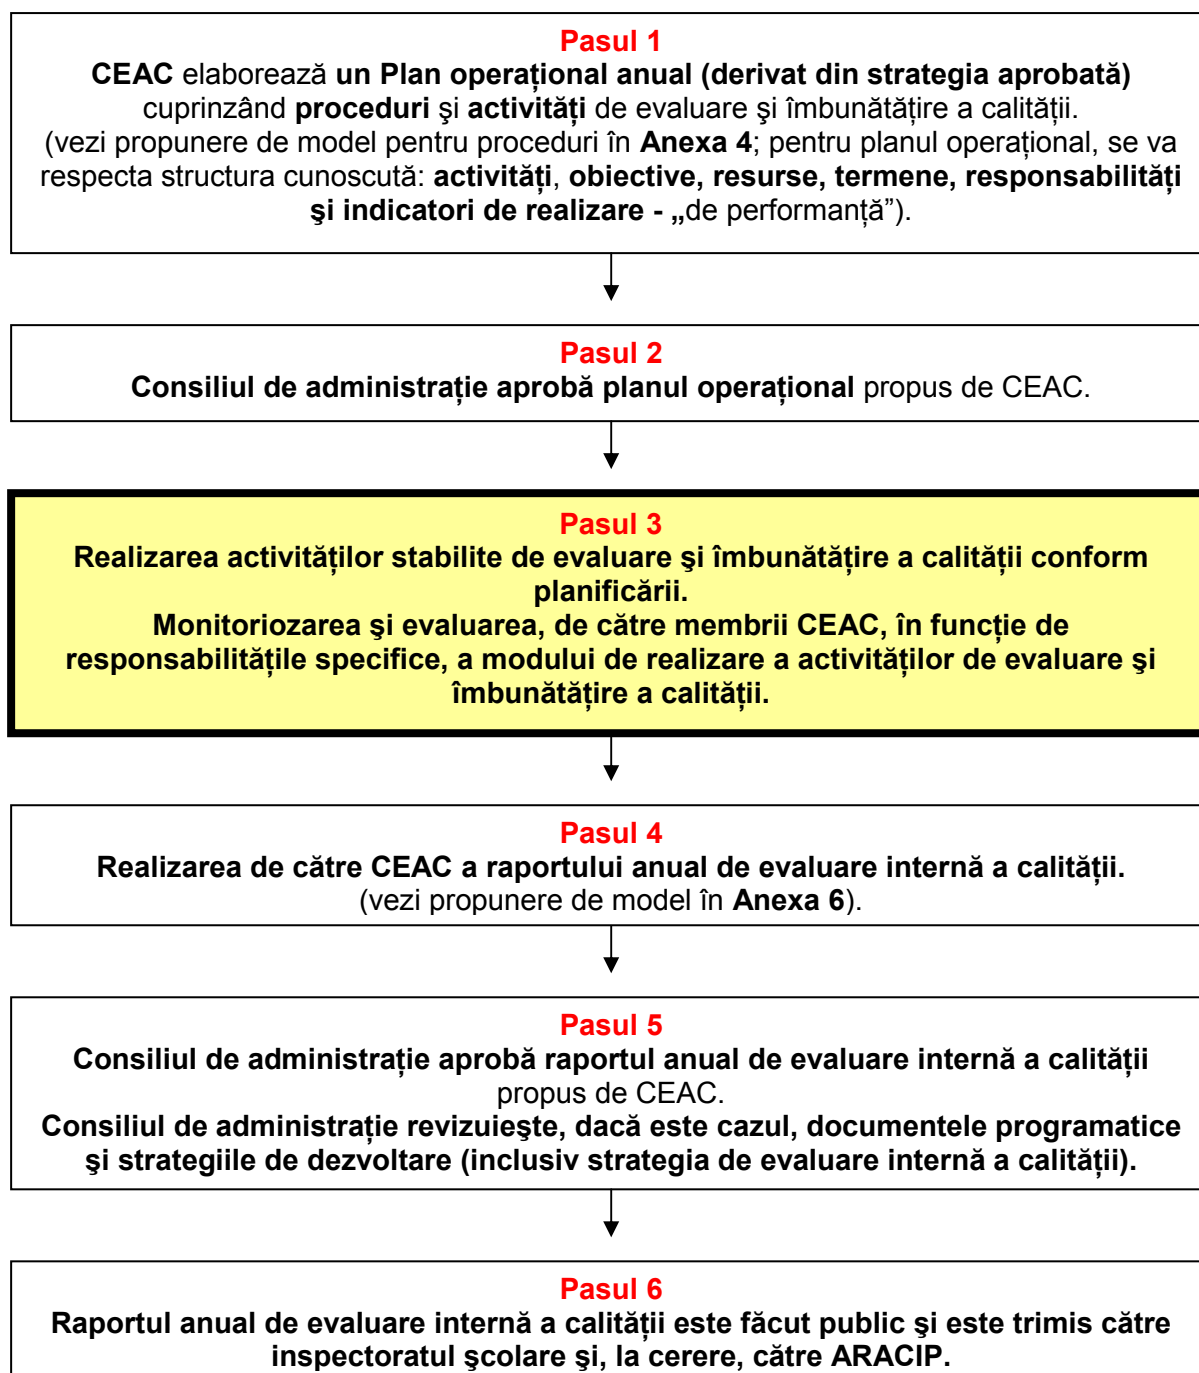 Pasul 1
CEAC elaborează un Plan operațional anual (derivat din strategia aprobată)
cuprinzând proceduri şi activități de evaluare şi îmbunătățire a calității.
(vezi propunere de model pentru proceduri în Anexa 4; pentru planul operațional, se va
respecta structura cunoscută: activități, obiective, resurse, termene, responsabilități
şi indicatori de realizare - „de performanță”).
Pasul 2
Consiliul de administrație aprobă planul operațional propus de CEAC.
Pasul 3
Realizarea activităților stabilite de evaluare şi îmbunătățire a calității conform
planificării.
Monitoriozarea şi evaluarea, de către membrii CEAC, în funcție de
responsabilitățile specifice, a modului de realizare a activităților de evaluare şi
îmbunătățire a calității.
Pasul 4
Realizarea de către CEAC a raportului anual de evaluare internă a calității.
(vezi propunere de model în Anexa 6).
Pasul 5
Consiliul de administrație aprobă raportul anual de evaluare internă a calității
propus de CEAC.
Consiliul de administrație revizuieşte, dacă este cazul, documentele programatice
şi strategiile de dezvoltare (inclusiv strategia de evaluare internă a calității).
Pasul 6
Raportul anual de evaluare internă a calității este făcut public şi este trimis către
inspectoratul şcolare şi, la cerere, către ARACIP.